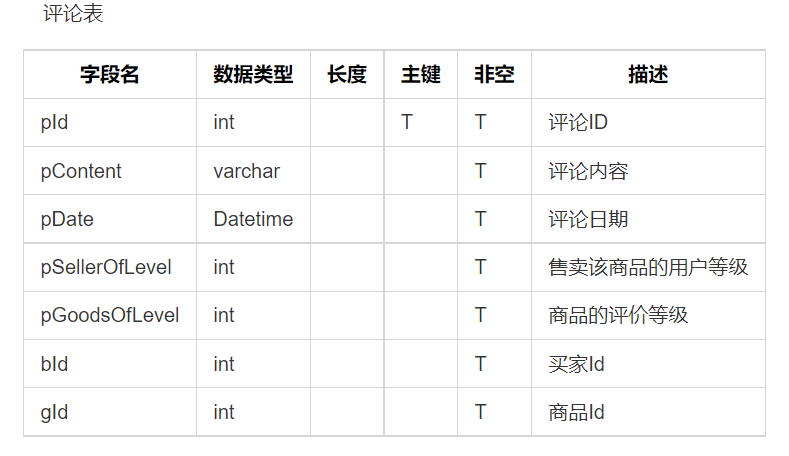 评论表
字段名 数据类型 长度 主键 非空 描述
pId int T T 评论ID
pContent varchar T 评论内容
pDate Datetime T 评论日期
pSellerOfLevel int T 售卖该商品的用户等级
pGoodsOfLevel int T 商品的评价等级
bId int T 买家Id
gId int T 商品Id